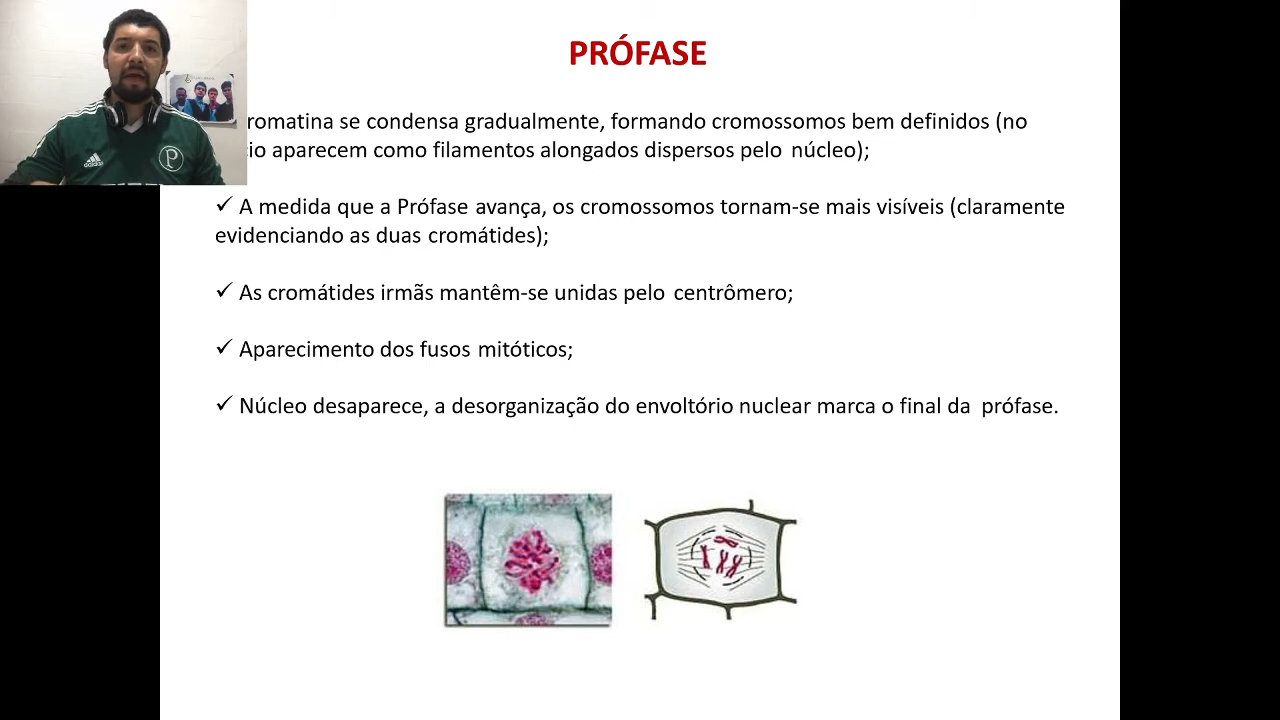 PRÓFASE
romatina se condensa gradualmente, formando cromossomos bem definidos (no
io aparecem como filamentos alongados dispersos pelo núcleo);
✓ A medida que a Prófase avança, os cromossomos tornam-se mais visíveis (claramente
evidenciando as duas cromátides);
✓ As cromátides irmãs mantêm-se unidas pelo centrômero;
✓ Aparecimento dos fusos mitóticos;
✓ Núcleo desaparece, a desorganização do envoltório nuclear marca o final da prófase.
adidas
P